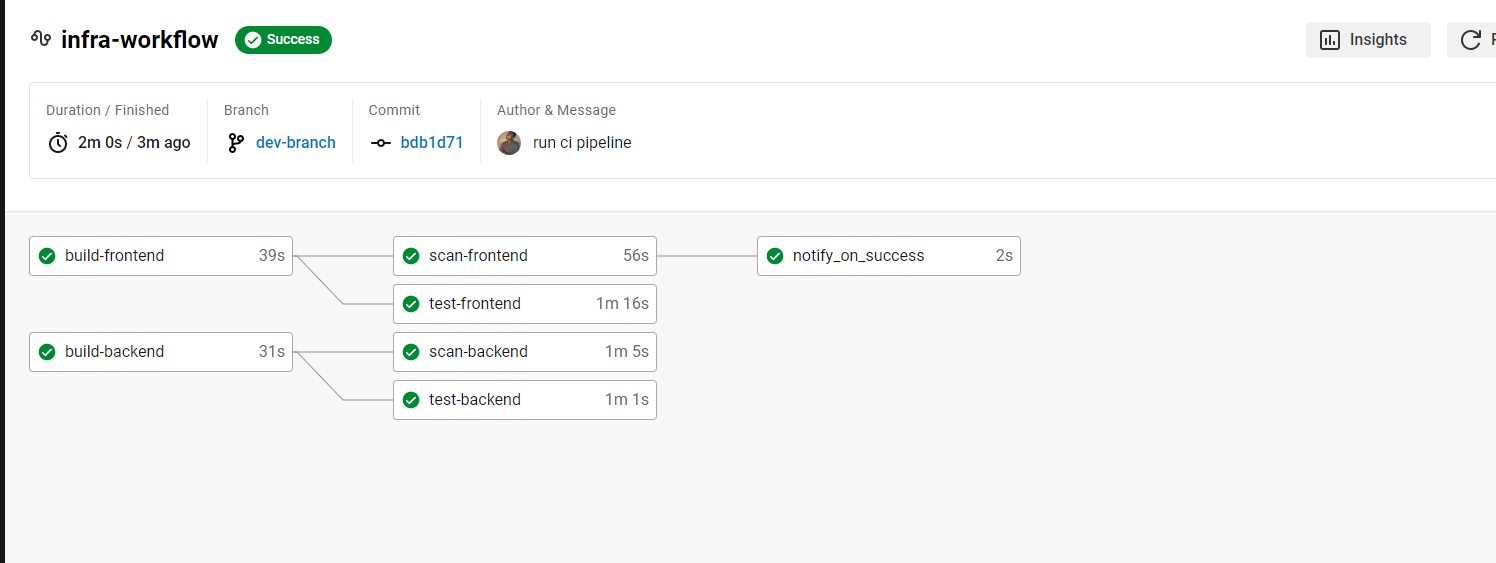 infra-workflow Success Insights
Duration / Finished Branch Commit Author & Message
2m 0s / 3m ago dev-branch bdb1d71 run ci pipeline
build-frontend 39s scan-frontend 56s notify_on_success 2s
test-frontend 1m 16s
build-backend 31s scan-backend 1m 5s
test-backend 1m 1s